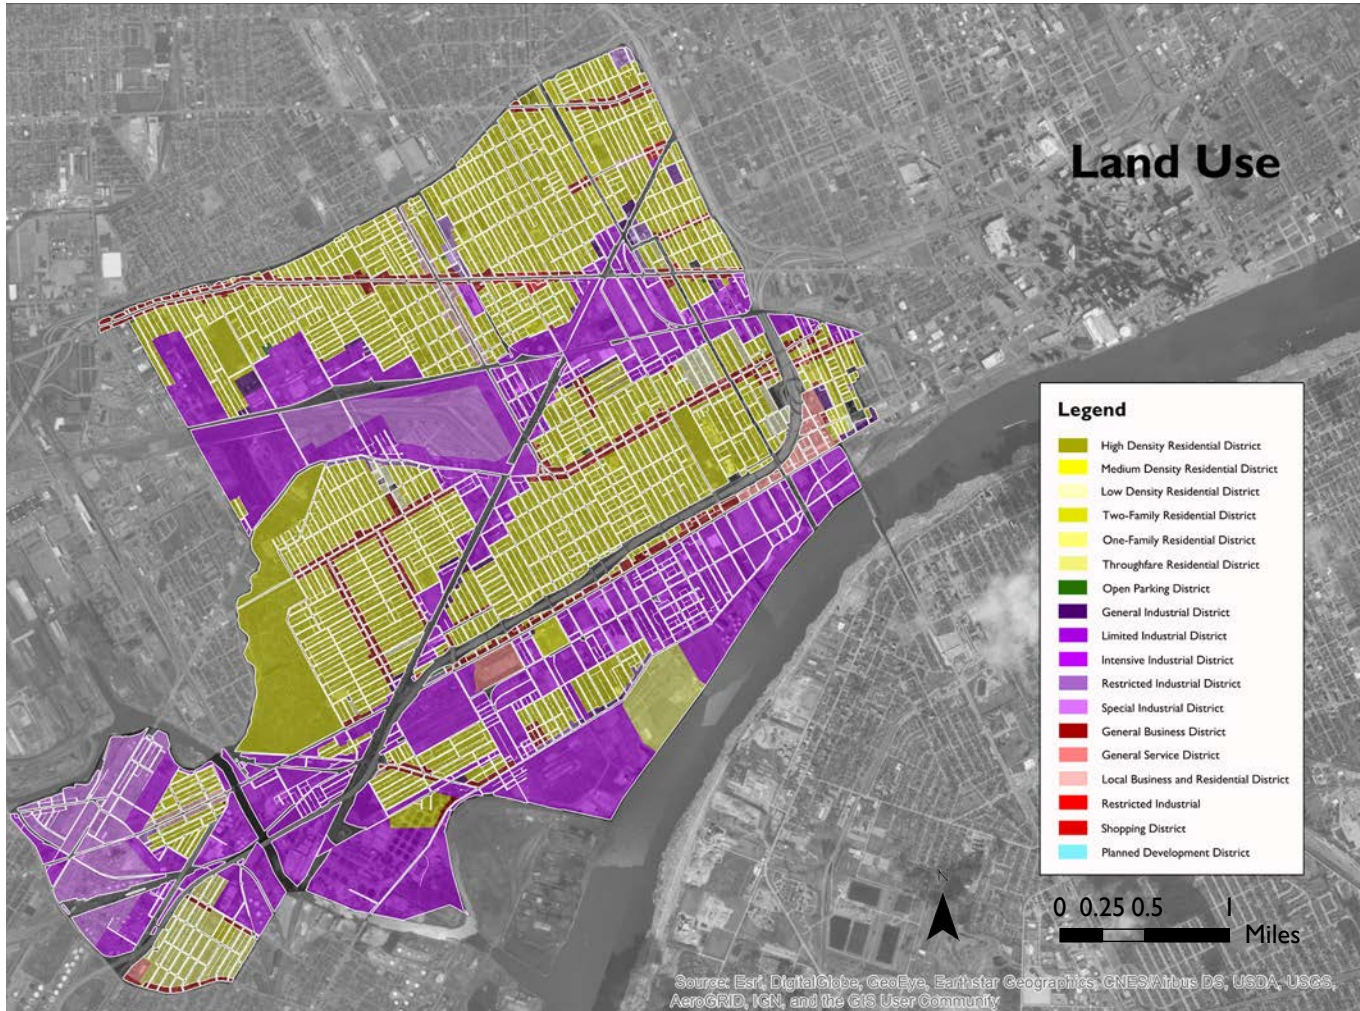 Land Use
Legend
High Density Residential District
Medium Density Residential District
Low Density Residential District
Two-Family Residential District
One-Family Residential District
Throughfare Residential District
Open Parking District
General Industrial District
Limited Industrial District
Intensive Industrial District
Restricted Industrial District
Special Industrial District
General Business District
General Service District
Local Business and Residential District
Restricted Industrial
Shopping District
Planned Development District
N
0 0.25 0.5 1
Miles
Source: Esri, DigitalGlobe, GeoEye, Earthstar Geographics, CNES/Airbus DS, USDA, USGS,
AeroGRID, IGN, and the GIS User Community